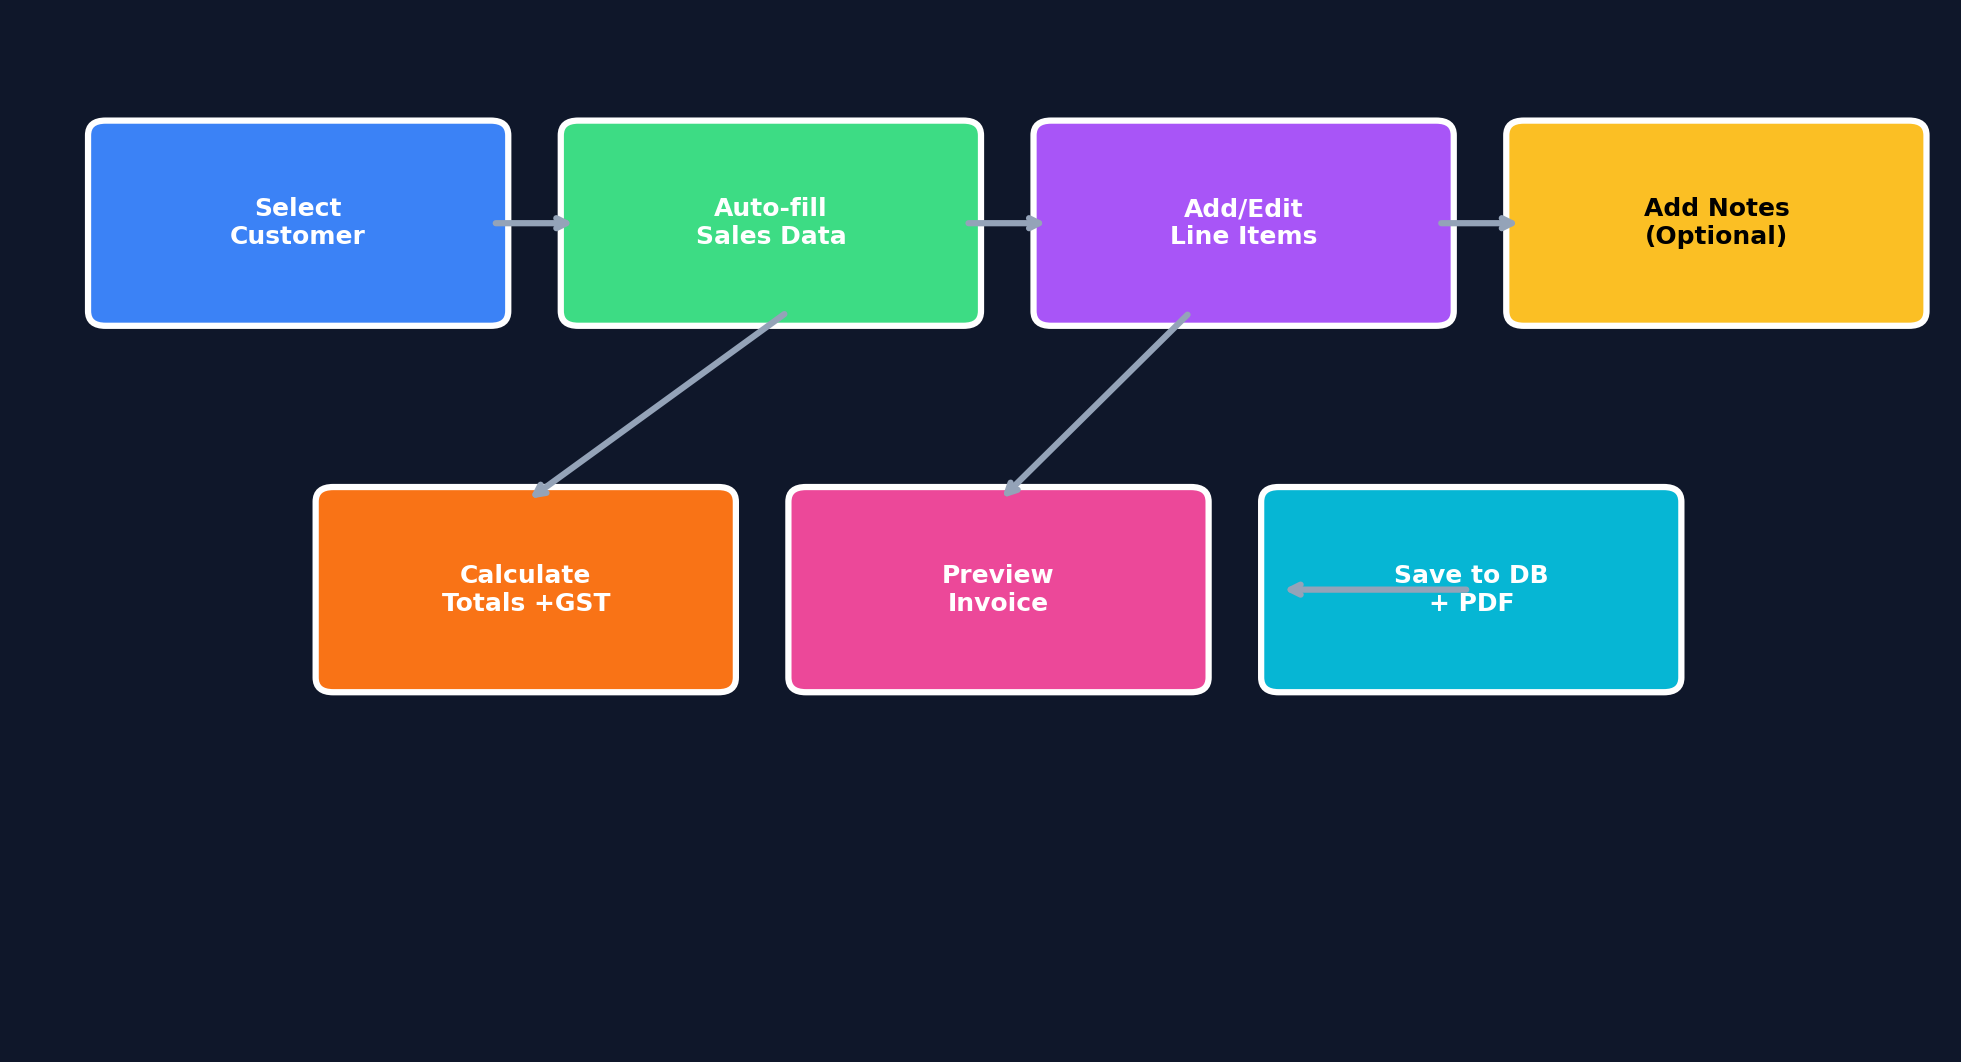 Select
Customer
Auto-fill
Sales Data
Add/Edit
Line Items
Add Notes
(Optional)
Calculate
Totals +GST
Preview
Invoice
Save to DB
+ PDF